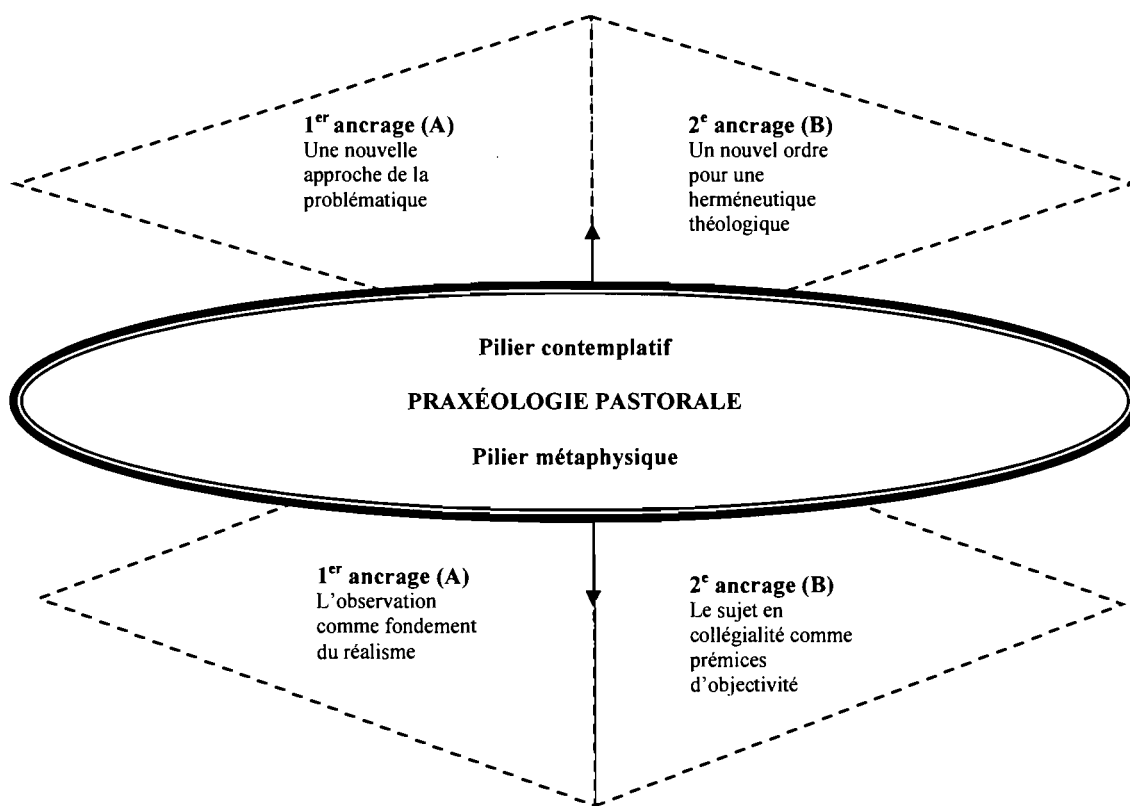 1er ancrage (A)
Une nouvelle
approche de la
problématique
2e ancrage (B)
Un nouvel ordre
pour une
herméneutique
théologique
Pilier contemplatif
PRAXÉOLOGIE PASTORALE
Pilier métaphysique
1er ancrage (A)
L'observation
comme fondement
du réalisme
2e ancrage (B)
Le sujet en
collégialité comme
prémices
d'objectivité